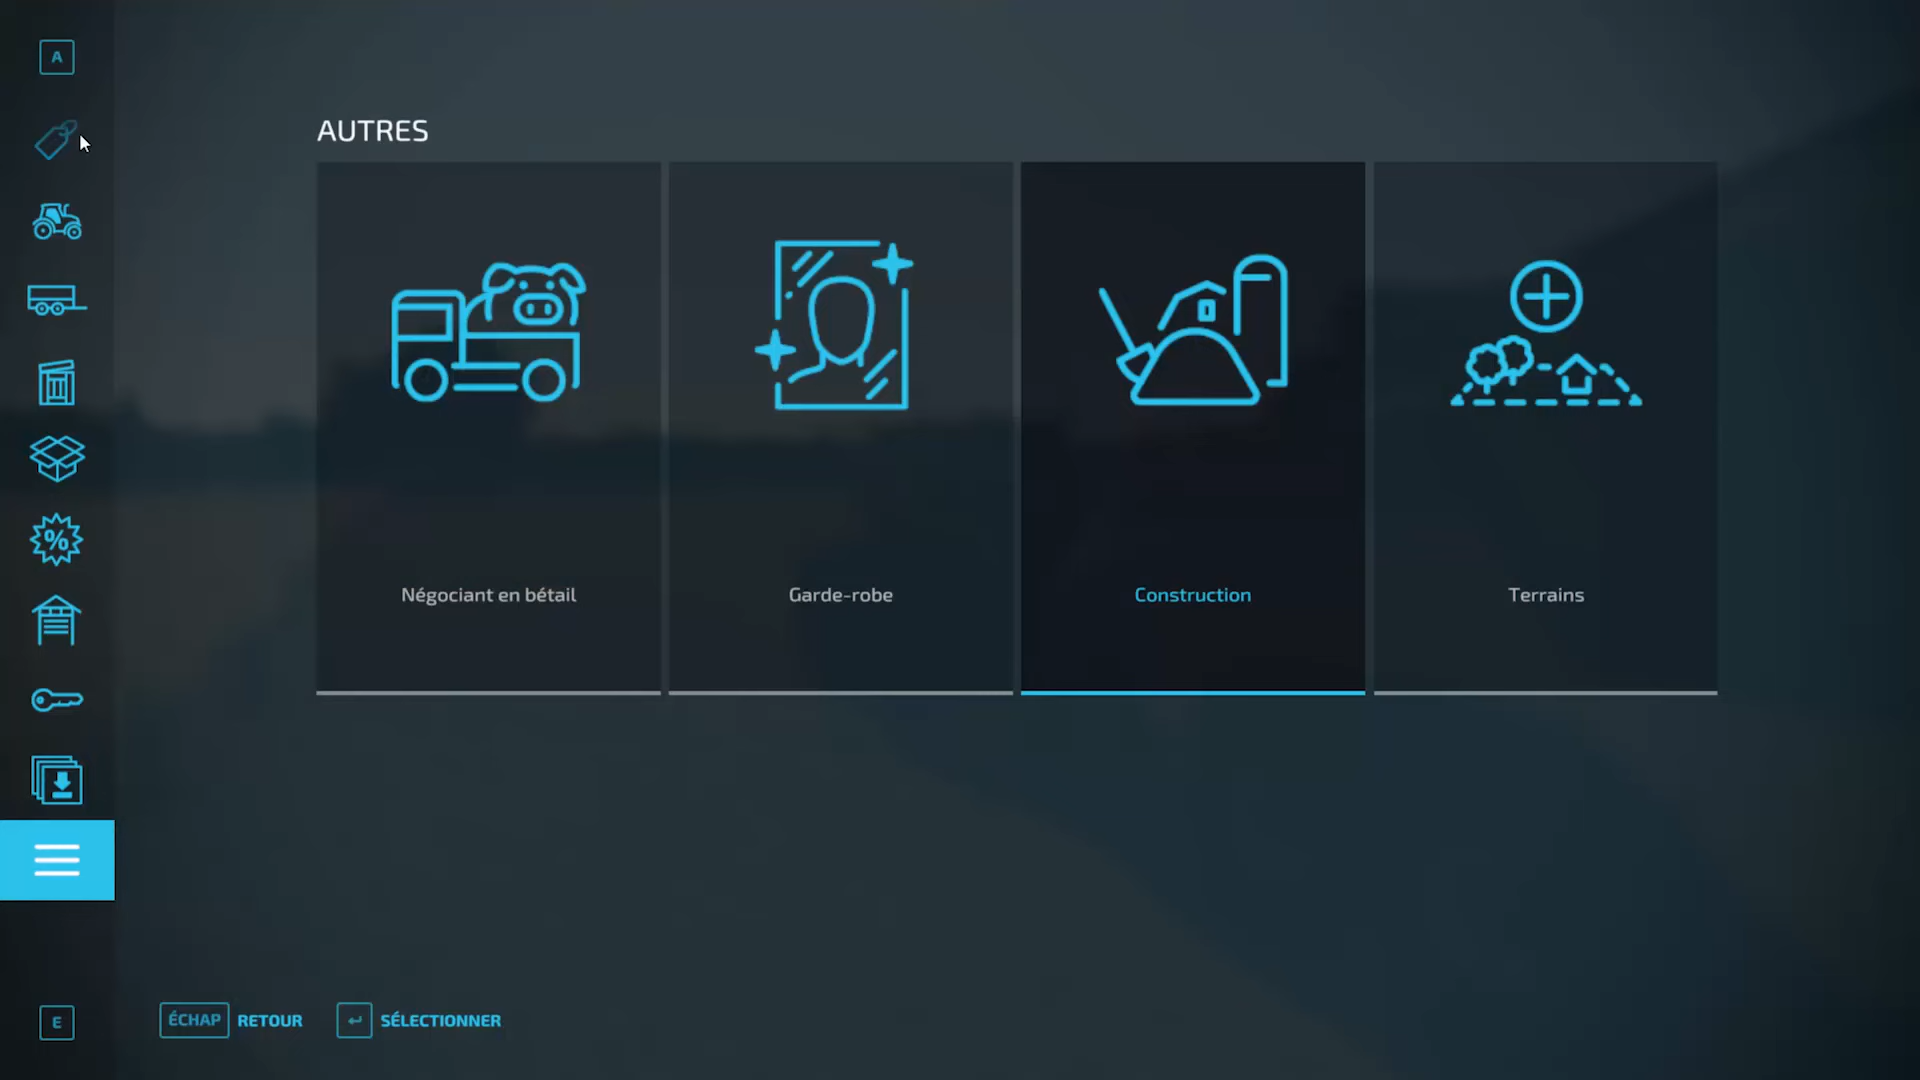 A
AUTRES
%
Négociant en bétail
Garde-robe
Construction
Terrains
E
ÉCHAP RETOUR
SÉLECTIONNER